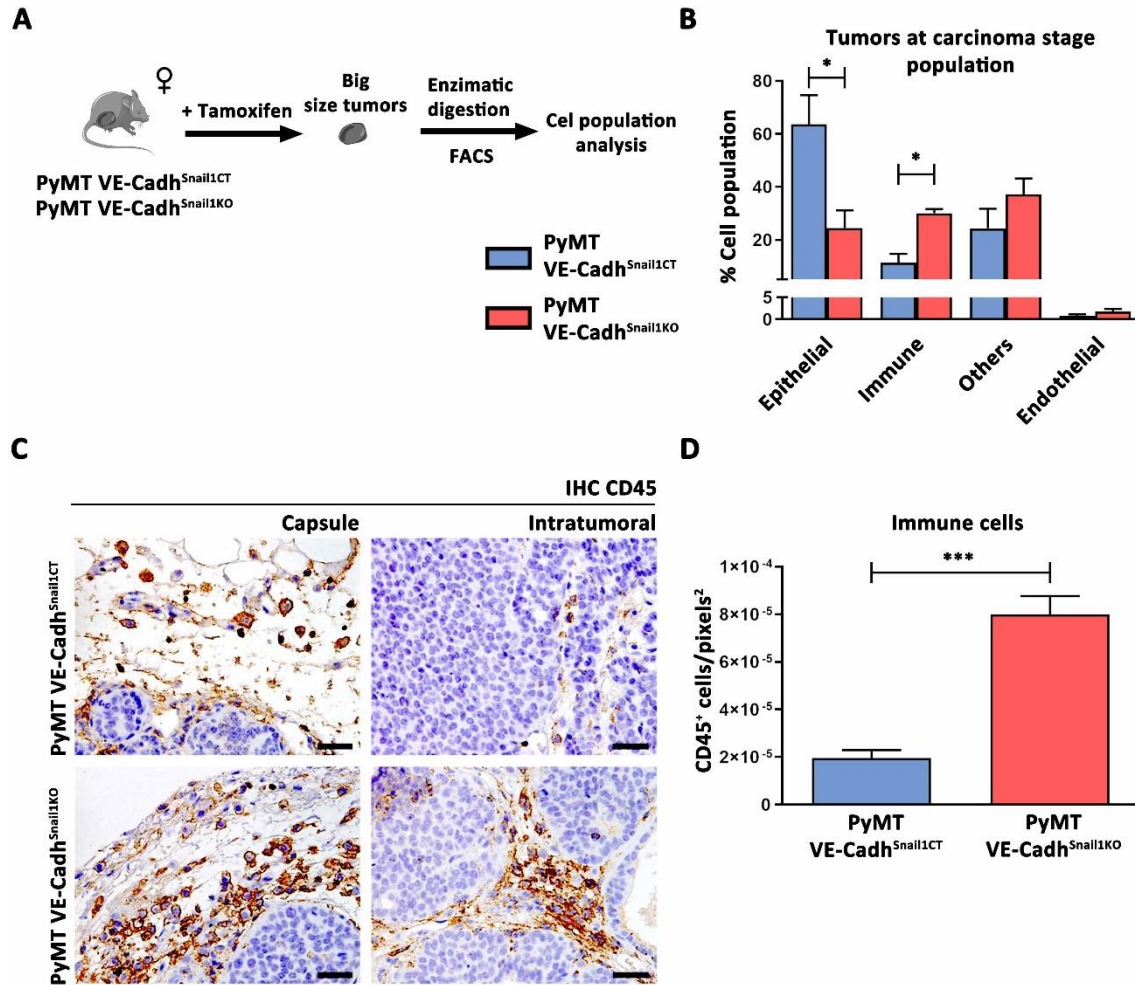 A
♀
+ Tamoxifen
Big
size tumors
Enzimatic
digestion
FACS
Cel population
analysis
PyMT VE-Cadh^Snail1CT
PyMT VE-Cadh^Snail1KO
PyMT
VE-Cadh^Snail1CT
PyMT
VE-Cadh^Snail1KO
B
Tumors at carcinoma stage
population
% Cell population
80
60
40
20
5
0
*
*
Epithelial
Immune
Others
Endothelial
C
IHC CD45
Capsule
Intratumoral
PyMT VE-Cadh^Snail1CT
PyMT VE-Cadh^Snail1KO
D
Immune cells
***
CD45⁺ cells/pixels²
1×10⁻⁴
8×10⁻⁵
6×10⁻⁵
4×10⁻⁵
2×10⁻⁵
0
PyMT
VE-Cadh^Snail1CT
PyMT
VE-Cadh^Snail1KO